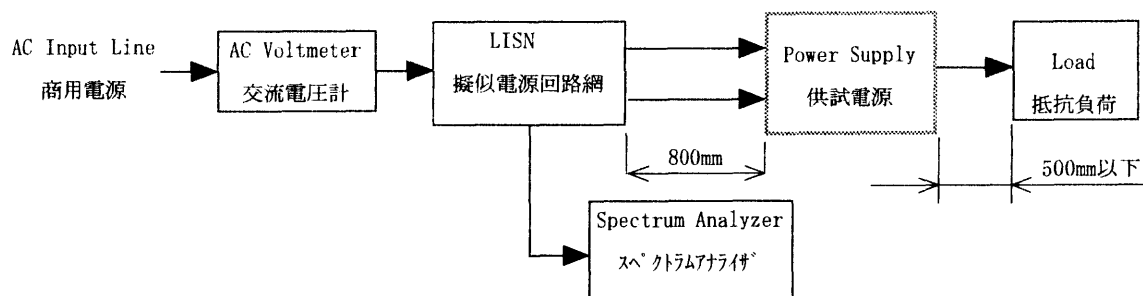 AC Input Line
商用電源
AC Voltmeter
交流電圧計
LISN
擬似電源回路網
Power Supply
供試電源
Load
抵抗負荷
800mm
500mm以下
Spectrum Analyzer
ｽﾍﾟｸﾄﾗﾑｱﾅﾗｲｻﾞ